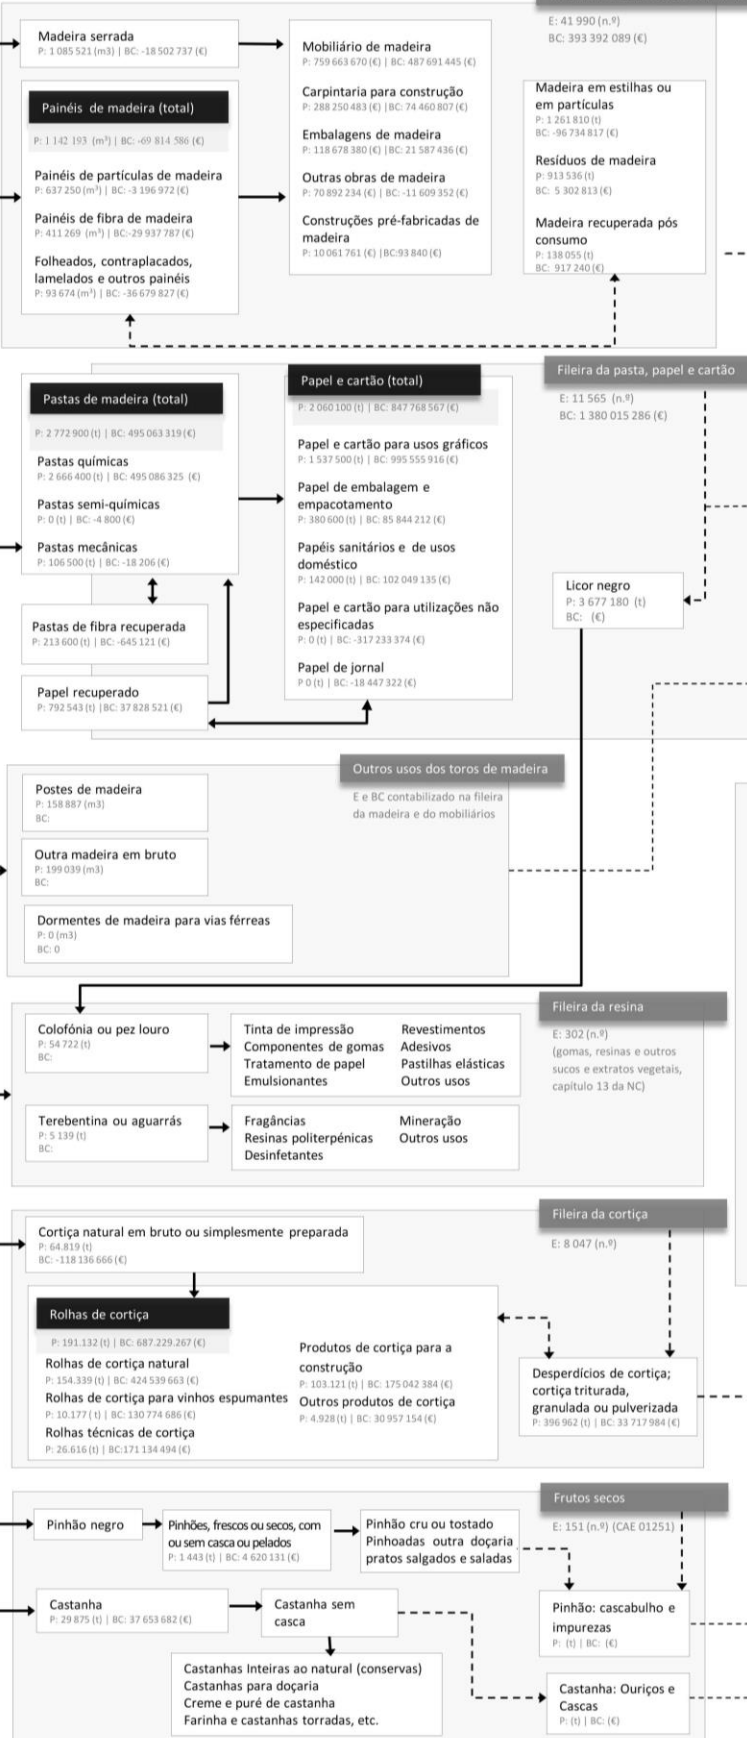 E: 41 990 (n.º)
BC: 393 392 089 (€)
Madeira serrada
P: 1 085 521 (m3) | BC: -18 502 737 (€)
Painéis de madeira (total)
P: 1 142 193 (m³) | BC: -69 814 586 (€)
Painéis de partículas de madeira
P: 637 250 (m³) | BC: -3 196 972 (€)
Painéis de fibra de madeira
P: 411 269 (m³) | BC:-29 937 787 (€)
Folheados, contraplacados,
lamelados e outros painéis
P: 93 674 (m³) | BC: -36 679 827 (€)
Mobiliário de madeira
P: 759 663 670 (€) | BC: 487 691 445 (€)
Carpintaria para construção
P: 288 250 483 (€) | BC: 74 460 807 (€)
Embalagens de madeira
P: 118 678 380 (€) | BC: 21 587 436 (€)
Outras obras de madeira
P: 70 892 234 (€) | BC: -11 609 352 (€)
Construções pré-fabricadas de
madeira
P: 10 061 761 (€) |BC:93 840 (€)
Madeira em estilhas ou
em partículas
P: 1 261 810 (t)
BC: -96 734 817 (€)
Resíduos de madeira
P: 913 536 (t)
BC: 5 302 813 (€)
Madeira recuperada pós
consumo
P: 138 055 (t)
BC: 917 240 (€)
Fileira da pasta, papel e cartão
E: 11 565 (n.º)
BC: 1 380 015 286 (€)
Pastas de madeira (total)
P: 2 772 900 (t) | BC: 495 063 319 (€)
Pastas químicas
P: 2 666 400 (t) | BC: 495 086 325 (€)
Pastas semi-químicas
P: 0 (t) | BC: -4 800 (€)
Pastas mecânicas
P: 106 500 (t) | BC: -18 206 (€)
Pastas de fibra recuperada
P: 213 600 (t) | BC: -645 121 (€)
Papel recuperado
P: 792 543 (t) |BC: 37 828 521 (€)
Papel e cartão (total)
P: 2 060 100 (t) | BC: 847 768 567 (€)
Papel e cartão para usos gráficos
P: 1 537 500 (t) | BC: 995 555 916 (€)
Papel de embalagem e
empacotamento
P: 380 600 (t) | BC: 85 844 212 (€)
Papéis sanitários e de usos
doméstico
P: 142 000 (t) | BC: 102 049 135 (€)
Papel e cartão para utilizações não
especificadas
P: 0 (t) | BC: -317 233 374 (€)
Papel de jornal
P 0 (t) | BC: -18 447 322 (€)
Licor negro
P: 3 677 180 (t)
BC: (€)
Outros usos dos toros de madeira
E e BC contabilizado na fileira
da madeira e do mobiliários
Postes de madeira
P: 158 887 (m3)
BC:
Outra madeira em bruto
P: 199 039 (m3)
BC:
Dormentes de madeira para vias férreas
P: 0 (m3)
BC: 0
Fileira da resina
E: 302 (n.º)
(gomas, resinas e outros
sucos e extratos vegetais,
capítulo 13 da NC)
Colofónia ou pez louro
P: 54 722 (t)
BC:
Tinta de impressão Revestimentos
Componentes de gomas Adesivos
Tratamento de papel Pastilhas elásticas
Emulsionantes Outros usos
Terebentina ou aguarrás
P: 5 139 (t)
BC:
Fragâncias Mineração
Resinas politerpénicas Outros usos
Desinfetantes
Fileira da cortiça
E: 8 047 (n.º)
Cortiça natural em bruto ou simplesmente preparada
P: 64.819 (t)
BC: -118 136 666 (€)
Rolhas de cortiça
P: 191.132 (t) | BC: 687.229.267 (€)
Rolhas de cortiça natural
P: 154.339 (t) | BC: 424 539 663 (€)
Rolhas de cortiça para vinhos espumantes
P: 10.177 ( t) | BC: 130 774 686 (€)
Rolhas técnicas de cortiça
P: 26.616 (t) | BC:171 134 494 (€)
Produtos de cortiça para a
construção
P: 103.121 (t) | BC: 175 042 384 (€)
Outros produtos de cortiça
P: 4.928 (t) | BC: 30 957 154 (€)
Desperdícios de cortiça;
cortiça triturada,
granulada ou pulverizada
P: 396 962 (t) | BC: 33 717 984 (€)
Frutos secos
E: 151 (n.º) (CAE 01251)
Pinhão negro
Pinhões, frescos ou secos, com
ou sem casca ou pelados
P: 1 443 (t) | BC: 4 620 131 (€)
Pinhão cru ou tostado
Pinhoadas outra doçaria
pratos salgados e saladas
Castanha
P: 29 875 (t) | BC: 37 653 682 (€)
Castanha sem
casca
Pinhão: cascabulho e
impurezas
P: (t) | BC: (€)
Castanhas Inteiras ao natural (conservas)
Castanhas para doçaria
Creme e puré de castanha
Farinha e castanhas torradas, etc.
Castanha: Ouriços e
Cascas
P: (t) | BC: (€)